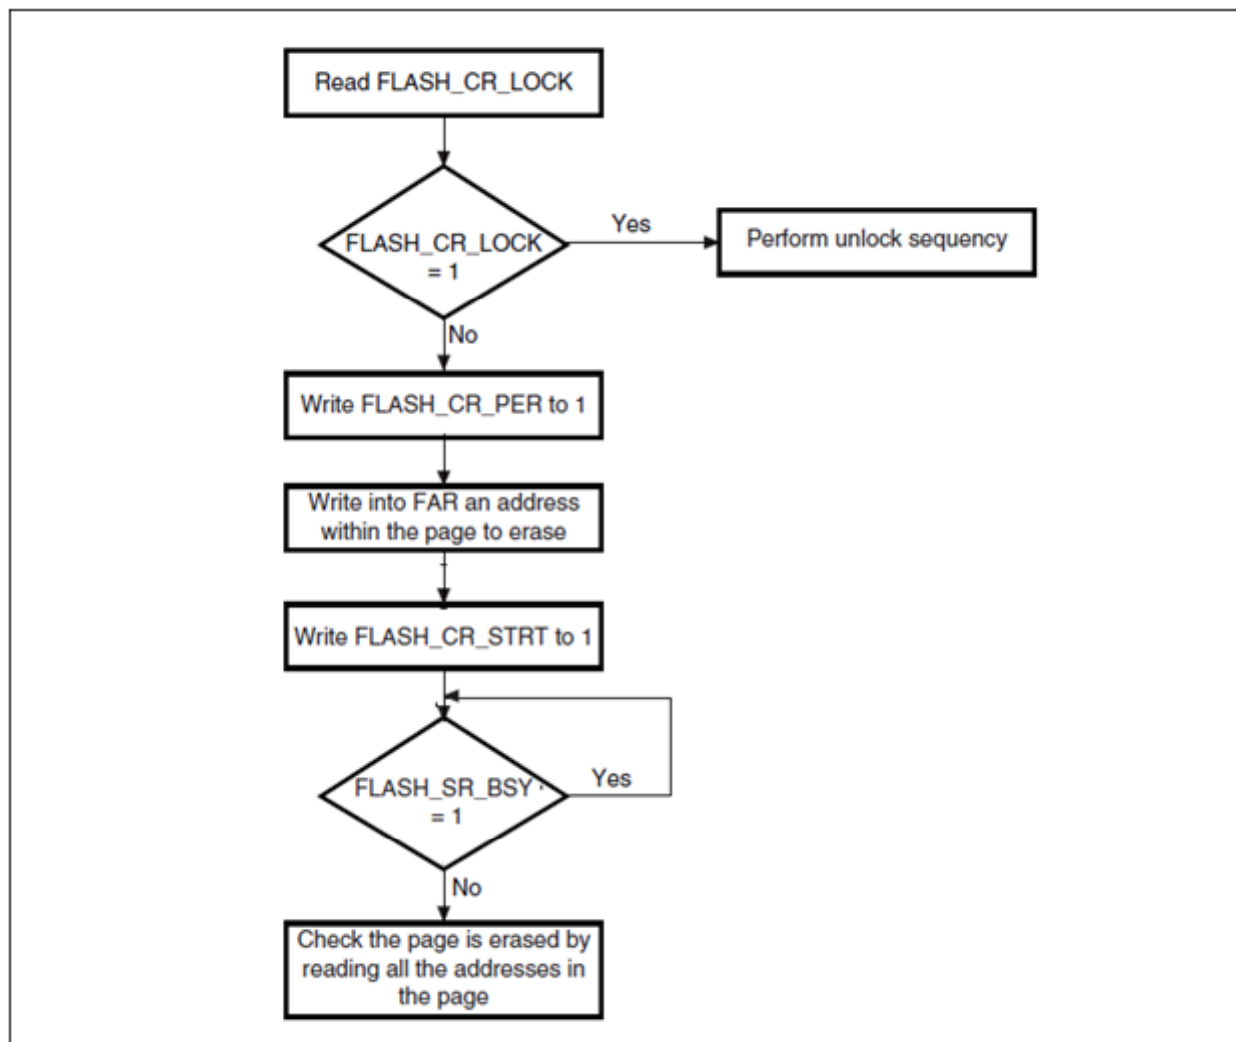 Read FLASH_CR_LOCK
FLASH_CR_LOCK
= 1
Yes
Perform unlock sequency
No
Write FLASH_CR_PER to 1
Write into FAR an address
within the page to erase
Write FLASH_CR_STRT to 1
FLASH_SR_BSY
= 1
Yes
No
Check the page is erased by
reading all the addresses in
the page